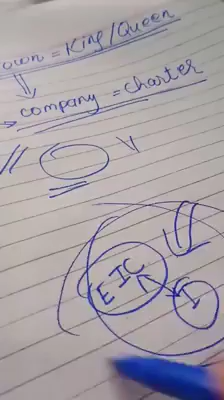 own = King/Queen
company = charter
EIC
I